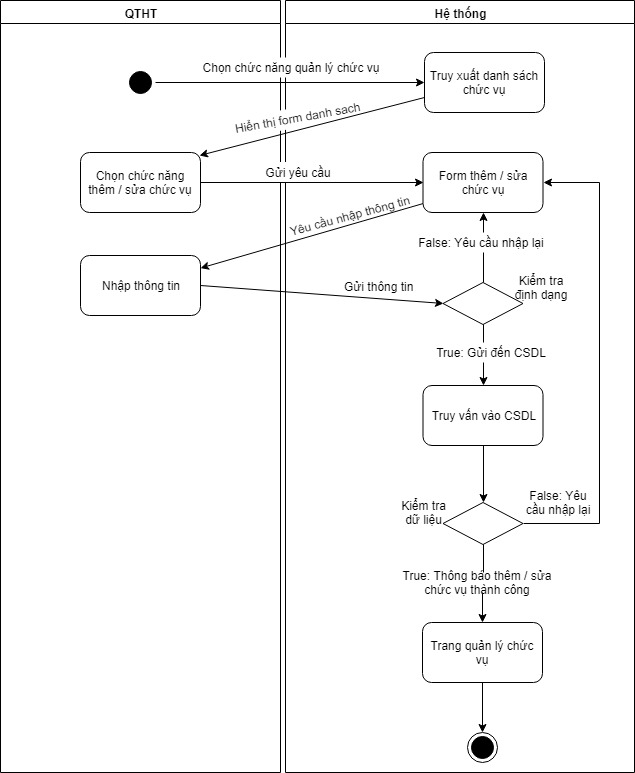 QTHT
Hệ thống
Chọn chức năng quản lý chức vụ
Truy xuất danh sách
chức vụ
Hiển thị form danh sach
Chọn chức năng
thêm / sửa chức vụ
Gửi yêu cầu
Form thêm / sửa
chức vụ
Yêu cầu nhập thông tin
False: Yêu cầu nhập lại
Nhập thông tin
Gửi thông tin
Kiểm tra
định dạng
True: Gửi đến CSDL
Truy vấn vào CSDL
Kiểm tra
dữ liệu
False: Yêu
cầu nhập lại
True: Thông báo thêm / sửa
chức vụ thành công
Trang quản lý chức
vụ